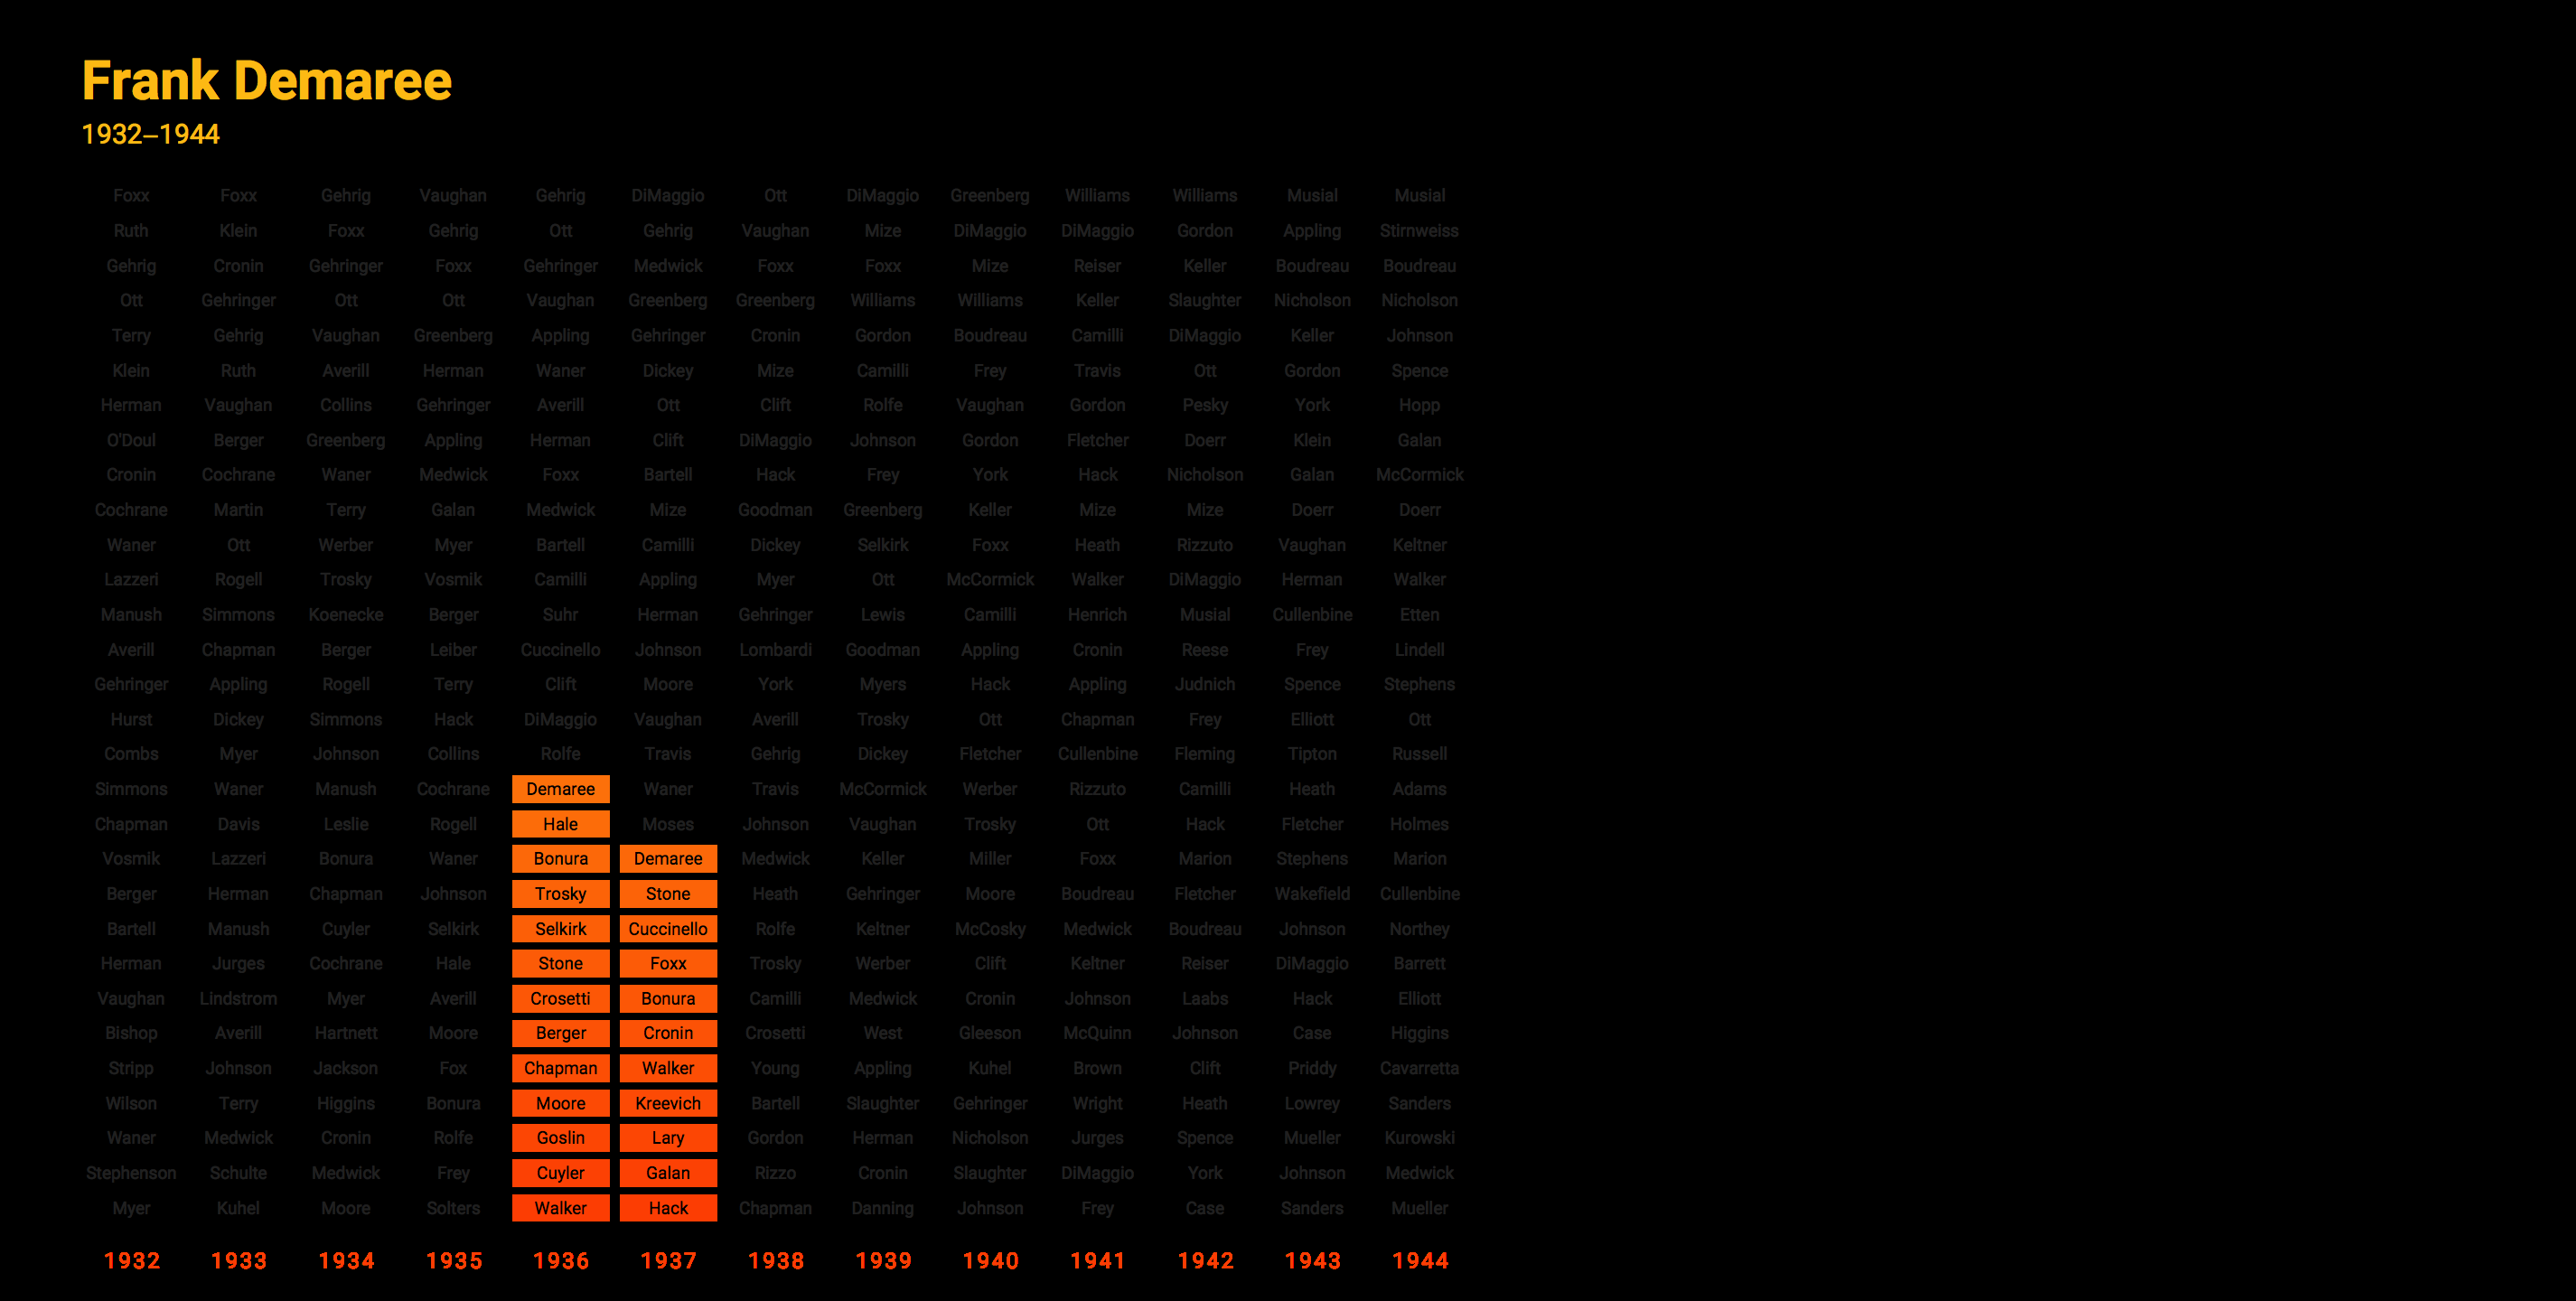 Frank Demaree
1932–1944
Foxx Foxx Gehrig Vaughan Gehrig DiMaggio Ott DiMaggio Greenberg Williams Williams Musial Musial
Ruth Klein Foxx Gehrig Ott Gehrig Vaughan Mize DiMaggio DiMaggio Gordon Appling Stirnweiss
Gehrig Cronin Gehringer Foxx Gehringer Medwick Foxx Foxx Mize Reiser Keller Boudreau Boudreau
Ott Gehringer Ott Ott Vaughan Greenberg Greenberg Williams Williams Keller Slaughter Nicholson Nicholson
Terry Gehrig Vaughan Greenberg Appling Gehringer Cronin Gordon Boudreau Camilli DiMaggio Keller Johnson
Klein Ruth Averill Herman Waner Dickey Mize Camilli Frey Travis Ott Gordon Spence
Herman Vaughan Collins Gehringer Averill Ott Clift Rolfe Vaughan Gordon Pesky York Hopp
O'Doul Berger Greenberg Appling Herman Clift DiMaggio Johnson Gordon Fletcher Doerr Klein Galan
Cronin Cochrane Waner Medwick Foxx Bartell Hack Frey York Hack Nicholson Galan McCormick
Cochrane Martin Terry Galan Medwick Mize Goodman Greenberg Keller Mize Mize Doerr Doerr
Waner Ott Werber Myer Bartell Camilli Dickey Selkirk Foxx Heath Rizzuto Vaughan Keltner
Lazzeri Rogell Trosky Vosmik Camilli Appling Myer Ott McCormick Walker DiMaggio Herman Walker
Manush Simmons Koenecke Berger Suhr Herman Gehringer Lewis Camilli Henrich Musial Cullenbine Etten
Averill Chapman Berger Leiber Cuccinello Johnson Lombardi Goodman Appling Cronin Reese Frey Lindell
Gehringer Appling Rogell Terry Clift Moore York Myers Hack Appling Judnich Spence Stephens
Hurst Dickey Simmons Hack DiMaggio Vaughan Averill Trosky Ott Chapman Frey Elliott Ott
Combs Myer Johnson Collins Rolfe Travis Gehrig Dickey Fletcher Cullenbine Fleming Tipton Russell
Simmons Waner Manush Cochrane Demaree Waner Travis McCormick Werber Rizzuto Camilli Heath Adams
Chapman Davis Leslie Rogell Hale Moses Johnson Vaughan Trosky Ott Hack Fletcher Holmes
Vosmik Lazzeri Bonura Waner Bonura Demaree Medwick Keller Miller Foxx Marion Stephens Marion
Berger Herman Chapman Johnson Trosky Stone Heath Gehringer Moore Boudreau Fletcher Wakefield Cullenbine
Bartell Manush Cuyler Selkirk Selkirk Cuccinello Rolfe Keltner McCosky Medwick Boudreau Johnson Northey
Herman Jurges Cochrane Hale Stone Foxx Trosky Werber Clift Keltner Reiser DiMaggio Barrett
Vaughan Lindstrom Myer Averill Crosetti Bonura Camilli Medwick Cronin Johnson Laabs Hack Elliott
Bishop Averill Hartnett Moore Berger Cronin Crosetti West Gleeson McQuinn Johnson Case Higgins
Stripp Johnson Jackson Fox Chapman Walker Young Appling Kuhel Brown Clift Priddy Cavarretta
Wilson Terry Higgins Bonura Moore Kreevich Bartell Slaughter Gehringer Wright Heath Lowrey Sanders
Waner Medwick Cronin Rolfe Goslin Lary Gordon Herman Nicholson Jurges Spence Mueller Kurowski
Stephenson Schulte Medwick Frey Cuyler Galan Rizzo Cronin Slaughter DiMaggio York Johnson Medwick
Myer Kuhel Moore Solters Walker Hack Chapman Danning Johnson Frey Case Sanders Mueller
1932 1933 1934 1935 1936 1937 1938 1939 1940 1941 1942 1943 1944